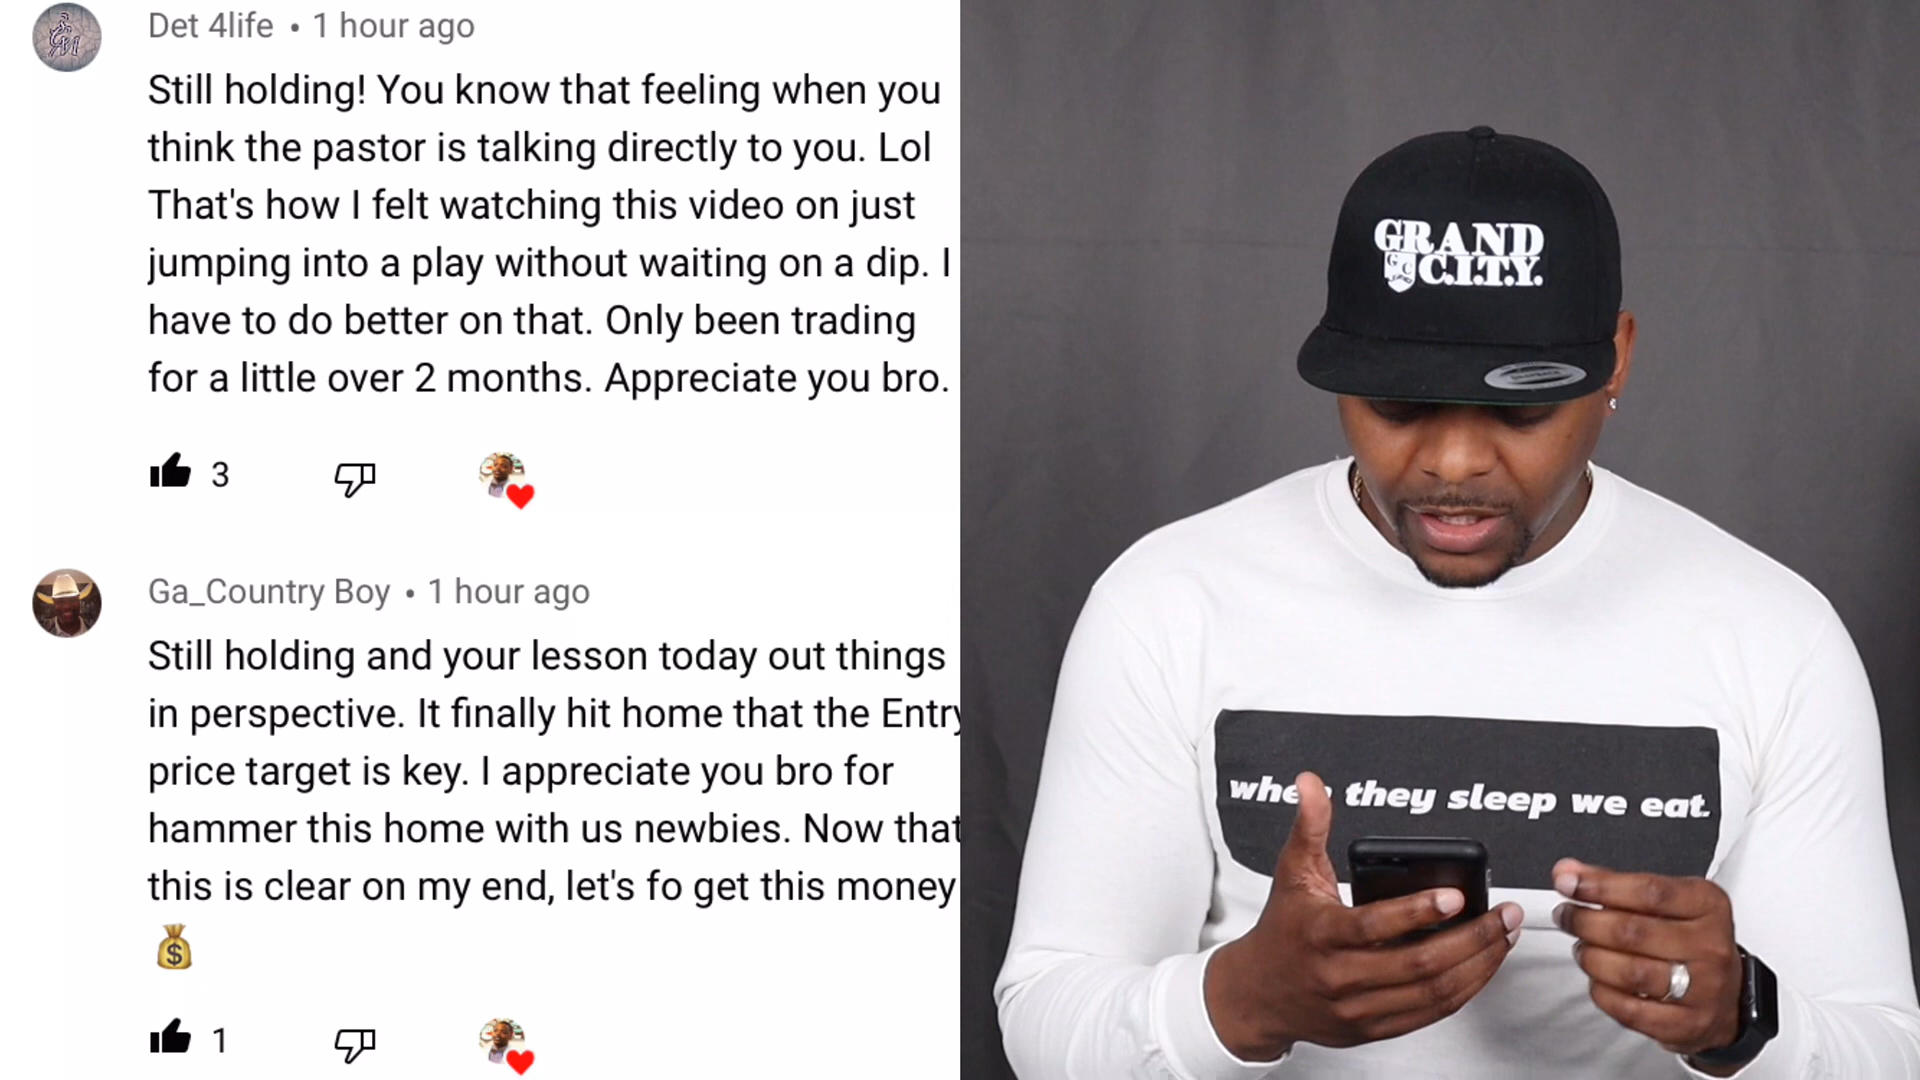 Det 4life • 1 hour ago
Still holding! You know that feeling when you
think the pastor is talking directly to you. Lol
That's how I felt watching this video on just
jumping into a play without waiting on a dip. I
have to do better on that. Only been trading
for a little over 2 months. Appreciate you bro.
3
Ga_Country Boy • 1 hour ago
Still holding and your lesson today out things
in perspective. It finally hit home that the Entry
price target is key. I appreciate you bro for
hammer this home with us newbies. Now that
this is clear on my end, let's fo get this money
💰
1
GRAND
GC C.I.T.Y.
when they sleep we eat.